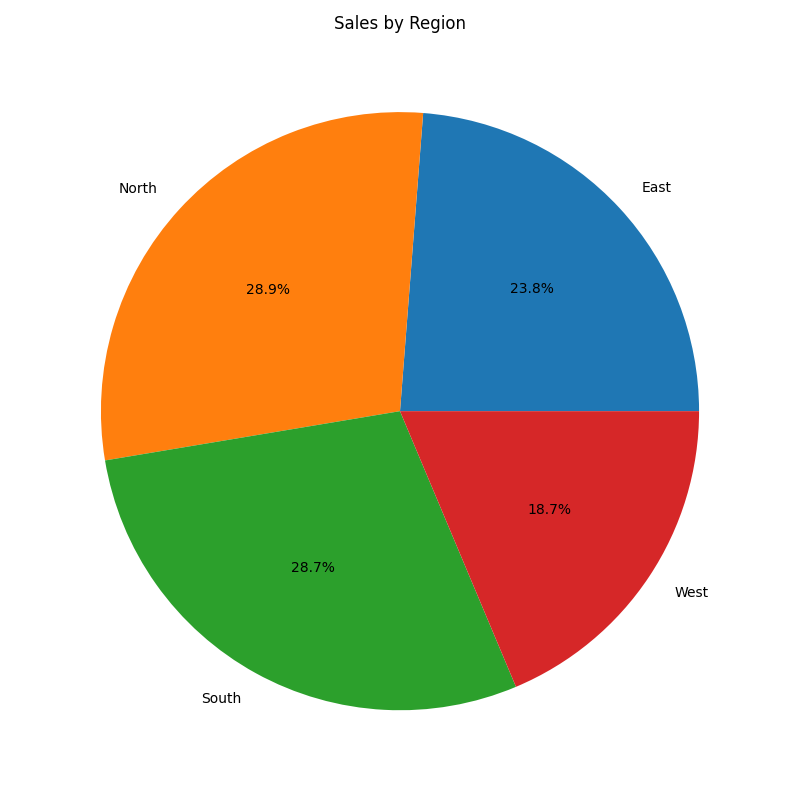 Sales by Region
North
East
28.9%
23.8%
18.7%
28.7%
West
South